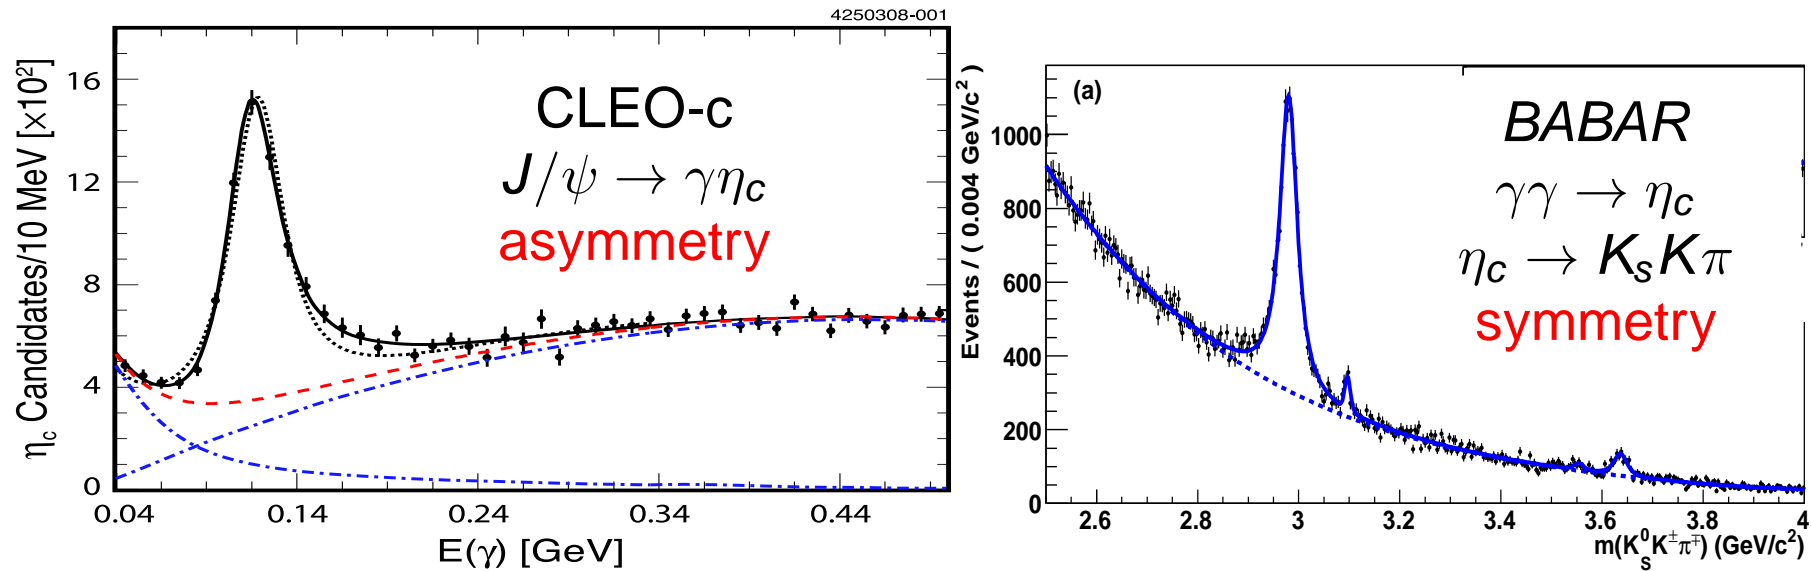 4250308-001
η_c Candidates/10 MeV [×10²]
16
12
8
4
0
CLEO-c
J/ψ → γη_c
asymmetry
0.04 0.14 0.24 0.34 0.44
E(γ) [GeV]
Events / ( 0.004 GeV/c² )
(a)
1000
800
600
400
200
0
BABAR
γγ → η_c
η_c → K_sKπ
symmetry
2.6 2.8 3 3.2 3.4 3.6 3.8 4
m(K⁰_S K^± π^∓) (GeV/c²)